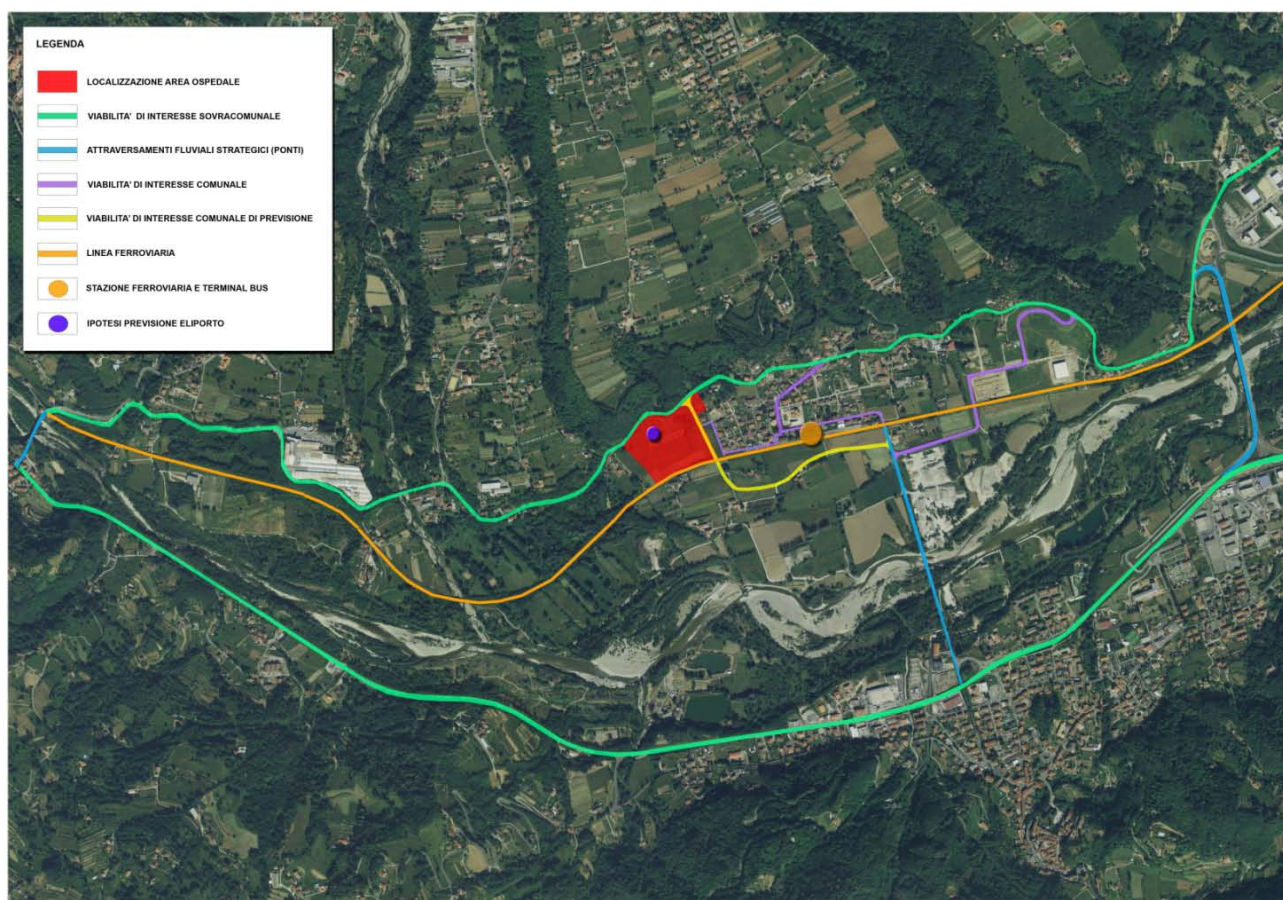 LEGENDA
LOCALIZZAZIONE AREA OSPEDALE
VIABILITA' DI INTERESSE SOVRACOMUNALE
ATTRAVERSAMENTI FLUVIALI STRATEGICI (PONTI)
VIABILITA' DI INTERESSE COMUNALE
VIABILITA' DI INTERESSE COMUNALE DI PREVISIONE
LINEA FERROVIARIA
STAZIONE FERROVIARIA E TERMINAL BUS
IPOTESI PREVISIONE ELIPORTO